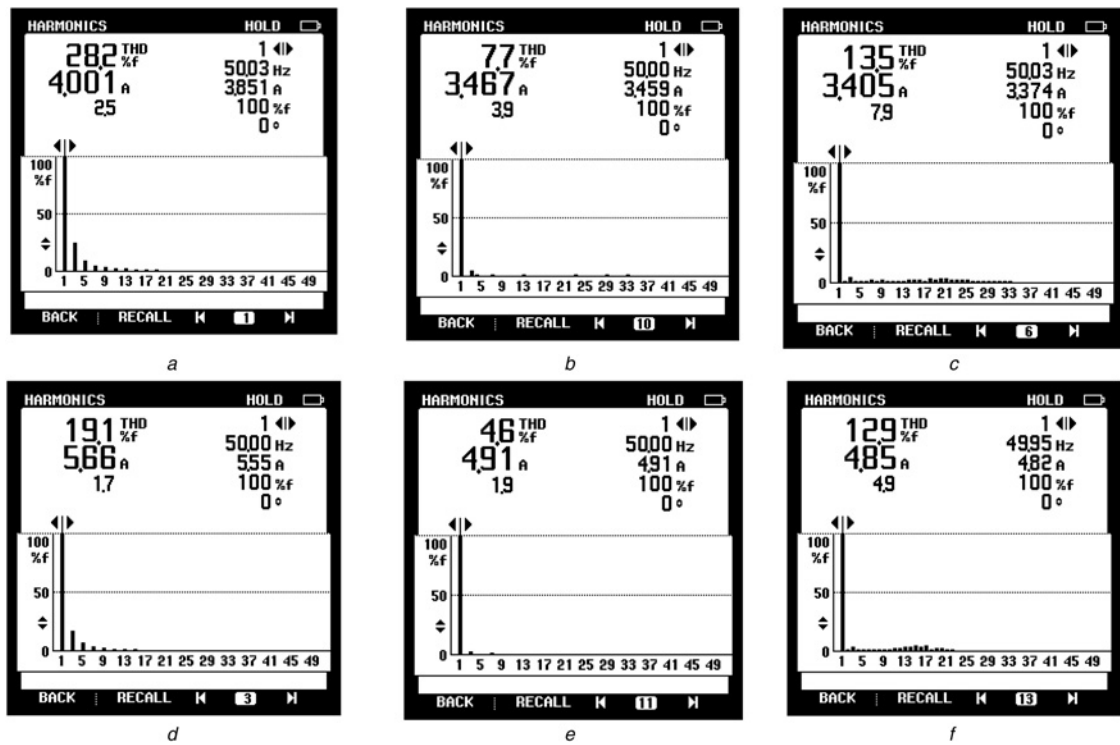 HARMONICS HOLD
28.2 THD %f 1
4.001 A 50.03 Hz
2.5 3.851 A
100 %f
0 °
100
%f
50
0
1 5 9 13 17 21 25 29 33 37 41 45 49
BACK RECALL 1
a
HARMONICS HOLD
7.7 THD %f 1
3.467 A 50.00 Hz
3.9 3.459 A
100 %f
0 °
100
%f
50
0
1 5 9 13 17 21 25 29 33 37 41 45 49
BACK RECALL 10
b
HARMONICS HOLD
13.5 THD %f 1
3.405 A 50.03 Hz
7.9 3.374 A
100 %f
0 °
100
%f
50
0
1 5 9 13 17 21 25 29 33 37 41 45 49
BACK RECALL 6
c
HARMONICS HOLD
19.1 THD %f 1
5.66 A 50.00 Hz
1.7 5.55 A
100 %f
0 °
100
%f
50
0
1 5 9 13 17 21 25 29 33 37 41 45 49
BACK RECALL 3
d
HARMONICS HOLD
4.6 THD %f 1
4.91 A 50.00 Hz
1.9 4.91 A
100 %f
0 °
100
%f
50
0
1 5 9 13 17 21 25 29 33 37 41 45 49
BACK RECALL 11
e
HARMONICS HOLD
12.9 THD %f 1
4.85 A 49.95 Hz
4.9 4.82 A
100 %f
0 °
100
%f
50
0
1 5 9 13 17 21 25 29 33 37 41 45 49
BACK RECALL 13
f